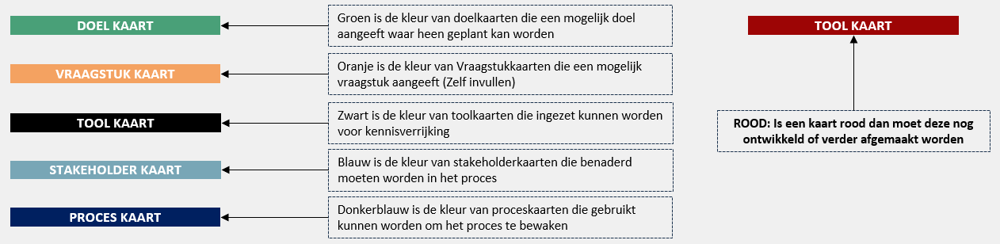 DOEL KAART
Groen is de kleur van doelkaarten die een mogelijk doel
aangeeft waar heen geplant kan worden
VRAAGSTUK KAART
Oranje is de kleur van Vraagstukkaarten die een mogelijk
vraagstuk aangeeft (Zelf invullen)
TOOL KAART
Zwart is de kleur van toolkaarten die ingezet kunnen worden
voor kennisverrijking
STAKEHOLDER KAART
Blauw is de kleur van stakeholderkaarten die benaderd
moeten worden in het proces
PROCES KAART
Donkerblauw is de kleur van proceskaarten die gebruikt
kunnen worden om het proces te bewaken
TOOL KAART
ROOD: Is een kaart rood dan moet deze nog
ontwikkeld of verder afgemaakt worden